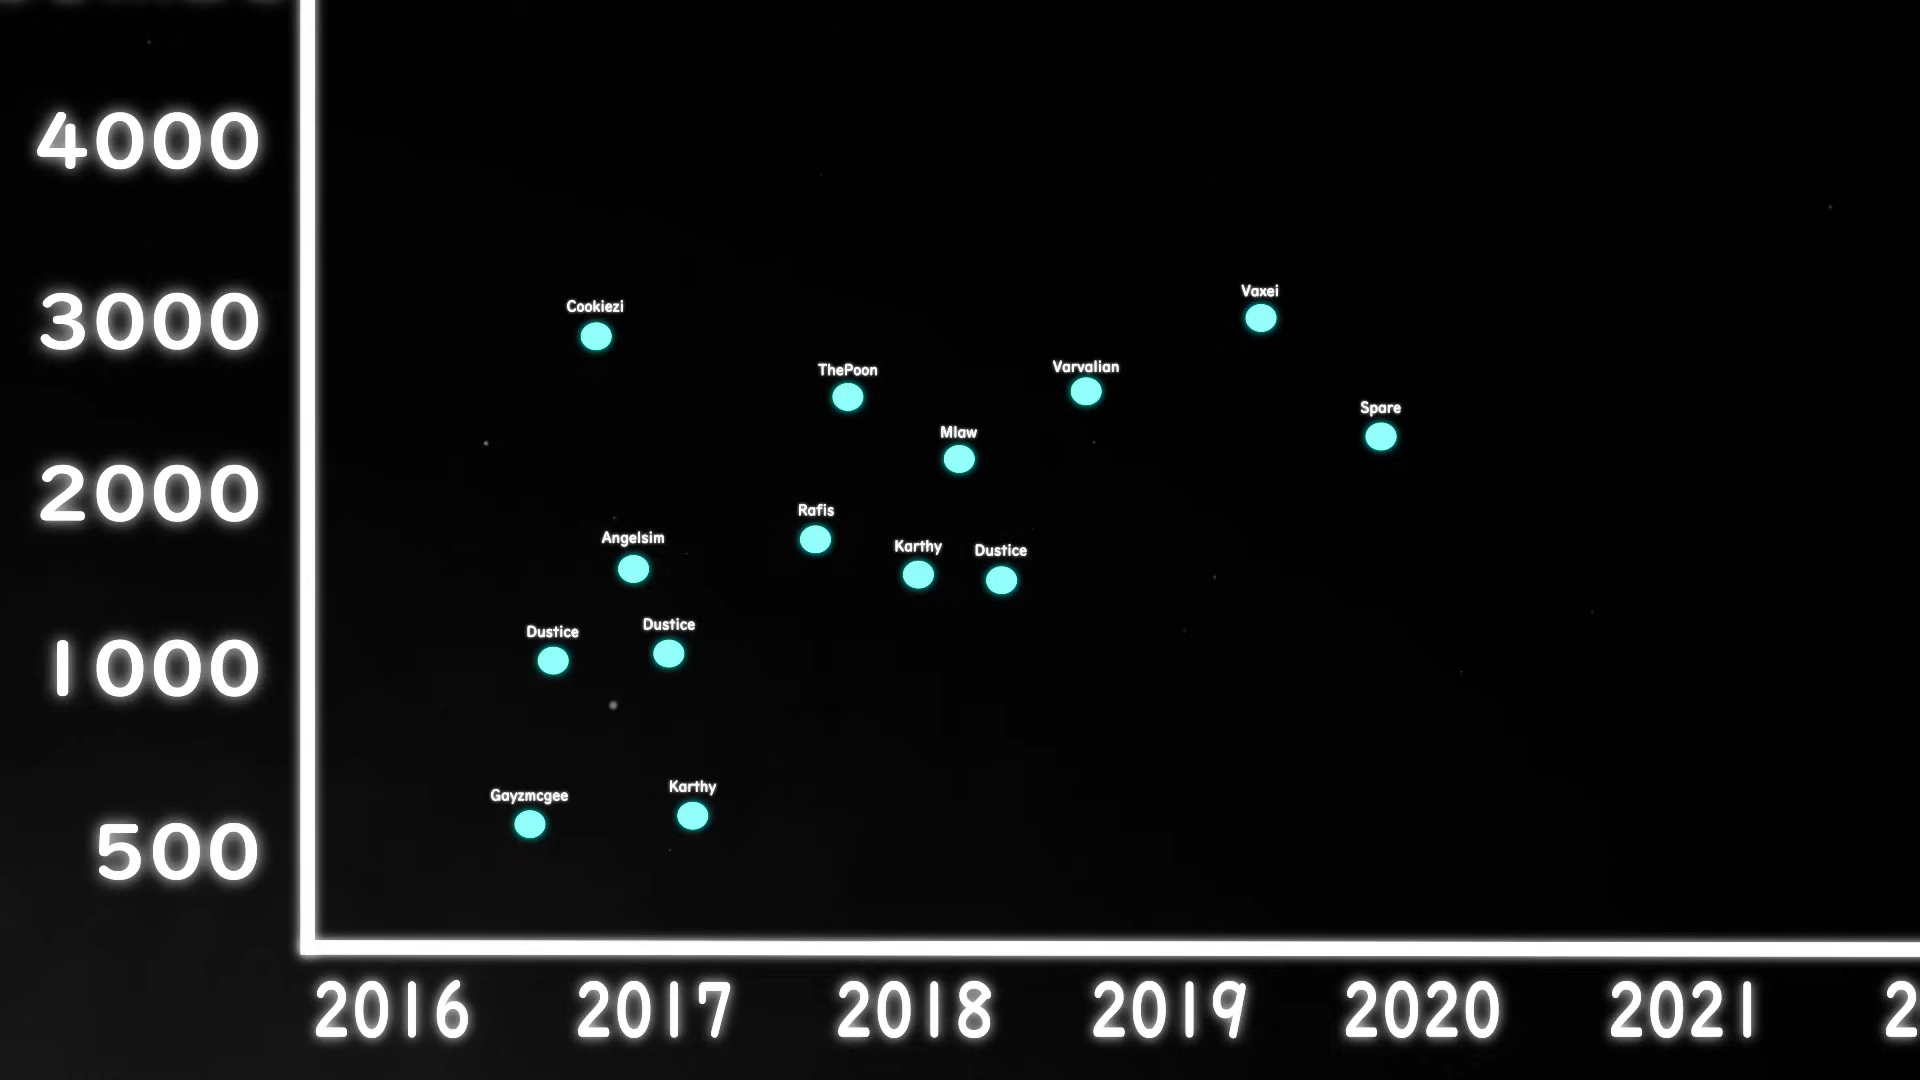 4000
3000
2000
1000
500
Vaxei
Cookiezi
Varvalian
ThePoon
Spare
Mlaw
Rafis
Angelsim
Karthy
Dustice
Dustice
Dustice
Karthy
Gayzmcgee
2016 2017 2018 2019 2020 2021